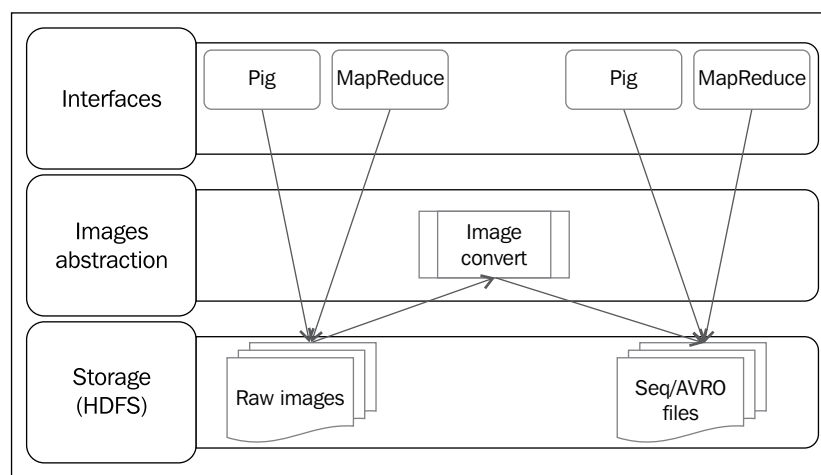 Interfaces
Pig
MapReduce
Pig
MapReduce
Images
abstraction
Image
convert
Storage
(HDFS)
Raw images
Seq/AVRO
files